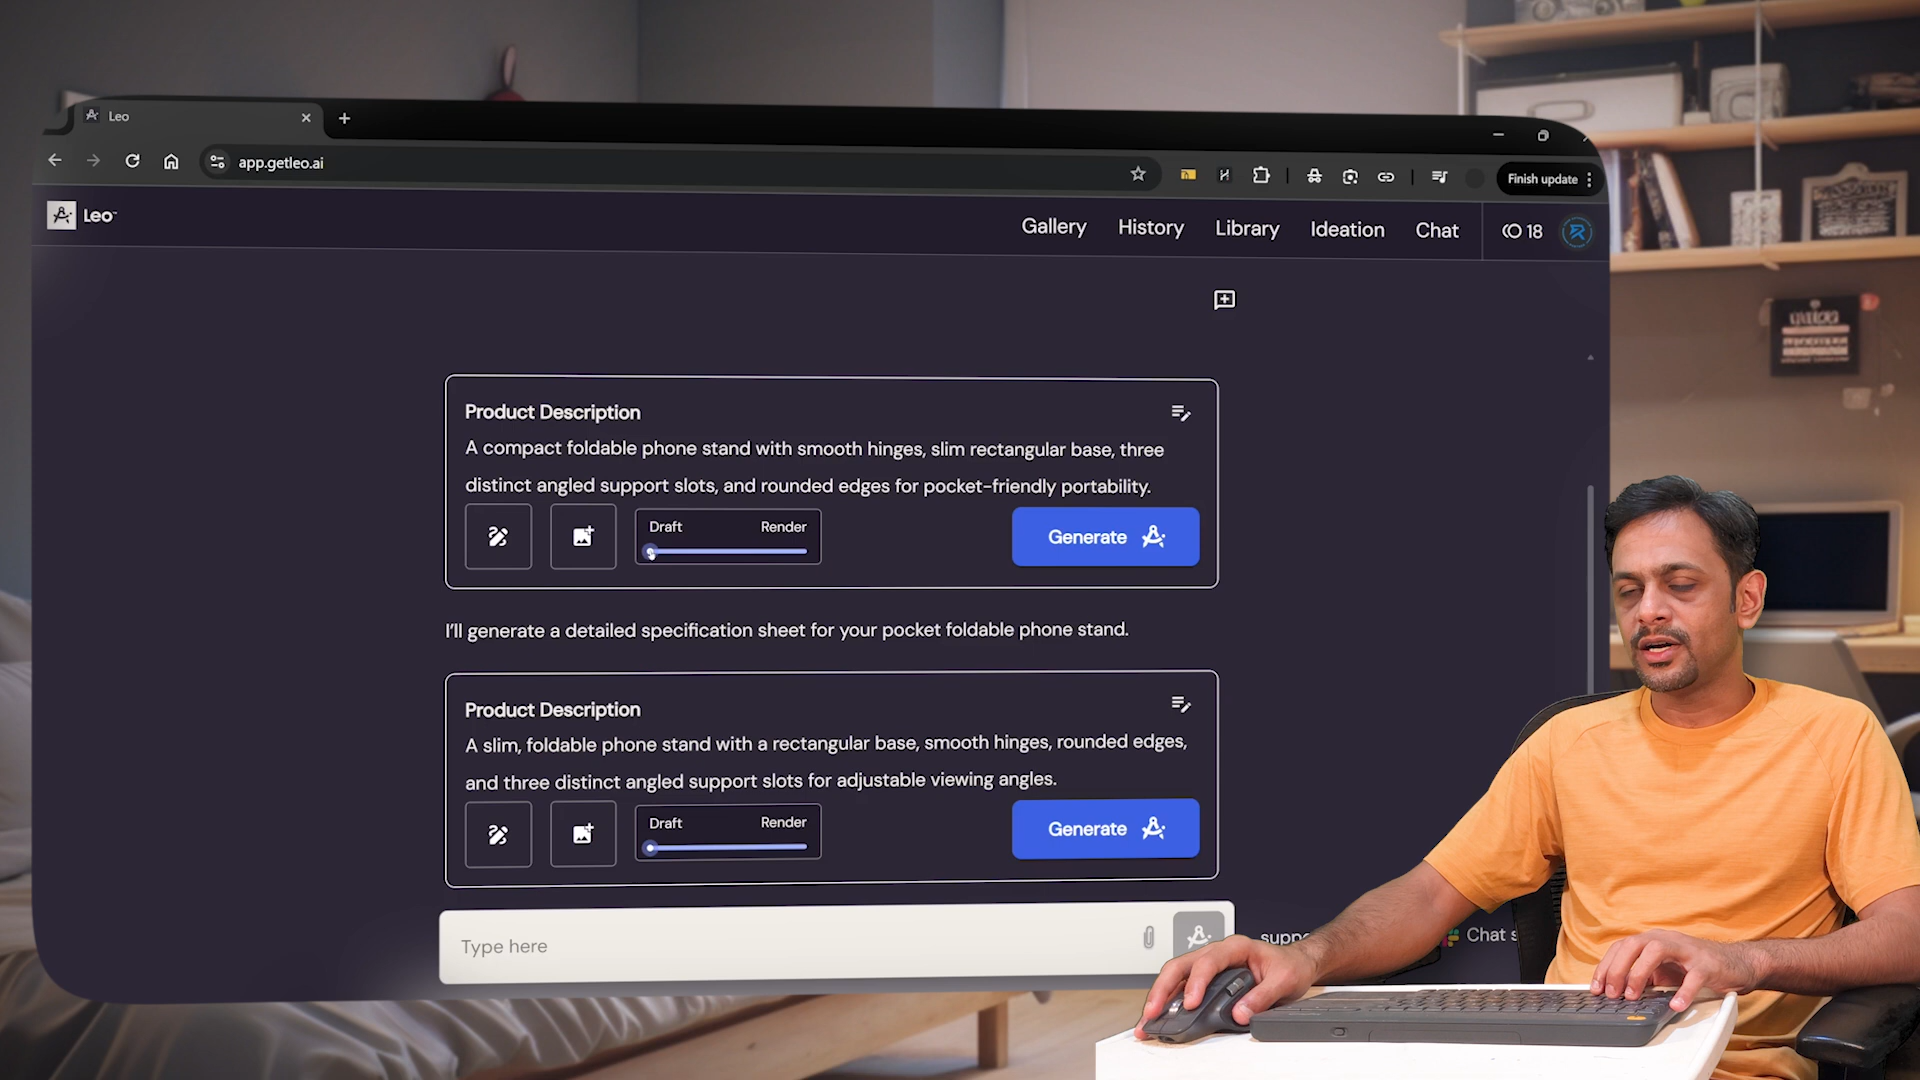 Leo
app.getleo.ai
Finish update
Leo
Gallery
History
Library
Ideation
Chat
18
Product Description
A compact foldable phone stand with smooth hinges, slim rectangular base, three
distinct angled support slots, and rounded edges for pocket-friendly portability.
Draft
Render
Generate
I'll generate a detailed specification sheet for your pocket foldable phone stand.
Product Description
A slim, foldable phone stand with a rectangular base, smooth hinges, rounded edges,
and three distinct angled support slots for adjustable viewing angles.
Draft
Render
Generate
Type here
Chat